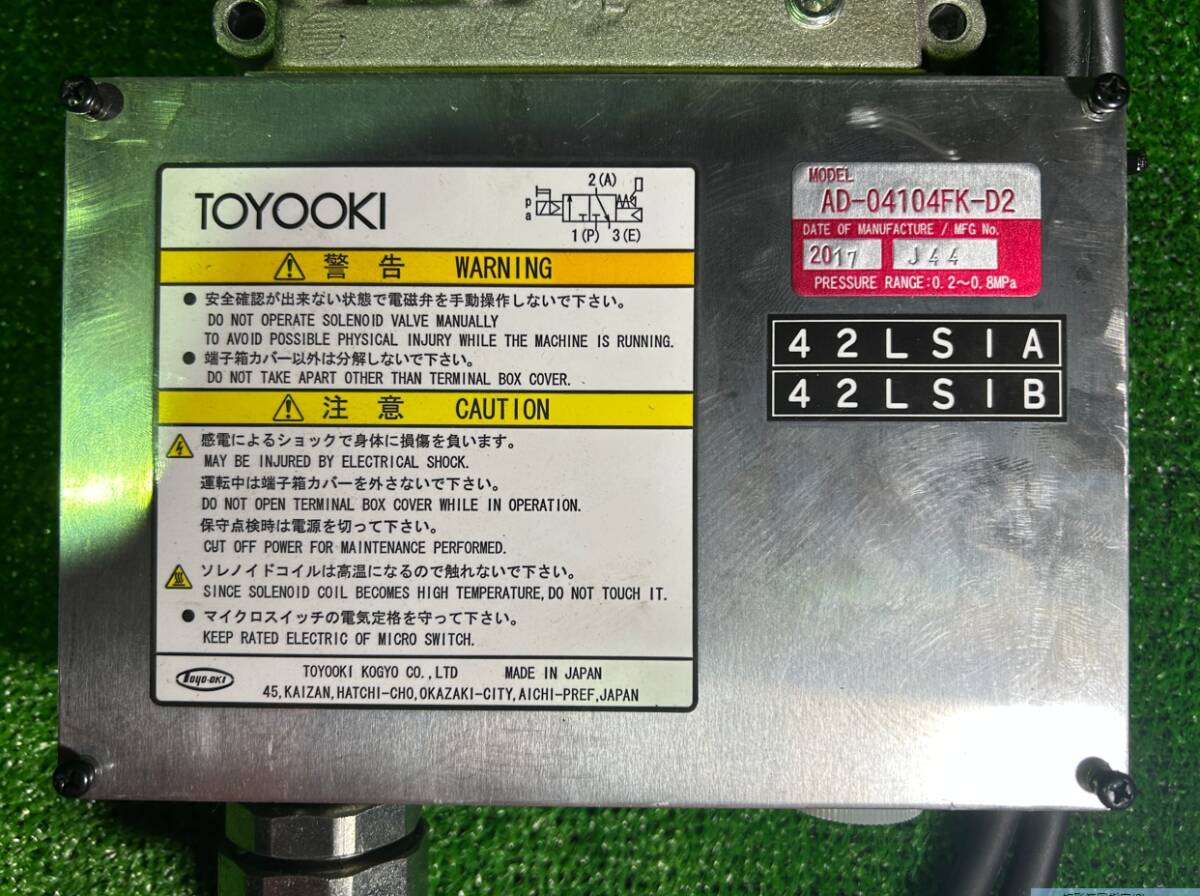 TOYOOKI
2(A)
p
a
1(P) 3(E)
警告 WARNING
● 安全確認が出来ない状態で電磁弁を手動操作しないで下さい。
DO NOT OPERATE SOLENOID VALVE MANUALLY
TO AVOID POSSIBLE PHYSICAL INJURY WHILE THE MACHINE IS RUNNING.
● 端子箱カバー以外は分解しないで下さい。
DO NOT TAKE APART OTHER THAN TERMINAL BOX COVER.
注意 CAUTION
感電によるショックで身体に損傷を負います。
MAY BE INJURED BY ELECTRICAL SHOCK.
運転中は端子箱カバーを外さないで下さい。
DO NOT OPEN TERMINAL BOX COVER WHILE IN OPERATION.
保守点検時は電源を切って下さい。
CUT OFF POWER FOR MAINTENANCE PERFORMED.
ソレノイドコイルは高温になるので触れないで下さい。
SINCE SOLENOID COIL BECOMES HIGH TEMPERATURE,DO NOT TOUCH IT.
● マイクロスイッチの電気定格を守って下さい。
KEEP RATED ELECTRIC OF MICRO SWITCH.
TOYO-OKI
TOYOOKI KOGYO CO.,LTD MADE IN JAPAN
45,KAIZAN,HATCHI-CHO,OKAZAKI-CITY,AICHI-PREF,JAPAN
MODEL
AD-04104FK-D2
DATE OF MANUFACTURE / MFG No.
2017 J44
PRESSURE RANGE:0.2～0.8MPa
42LS1A
42LS1B